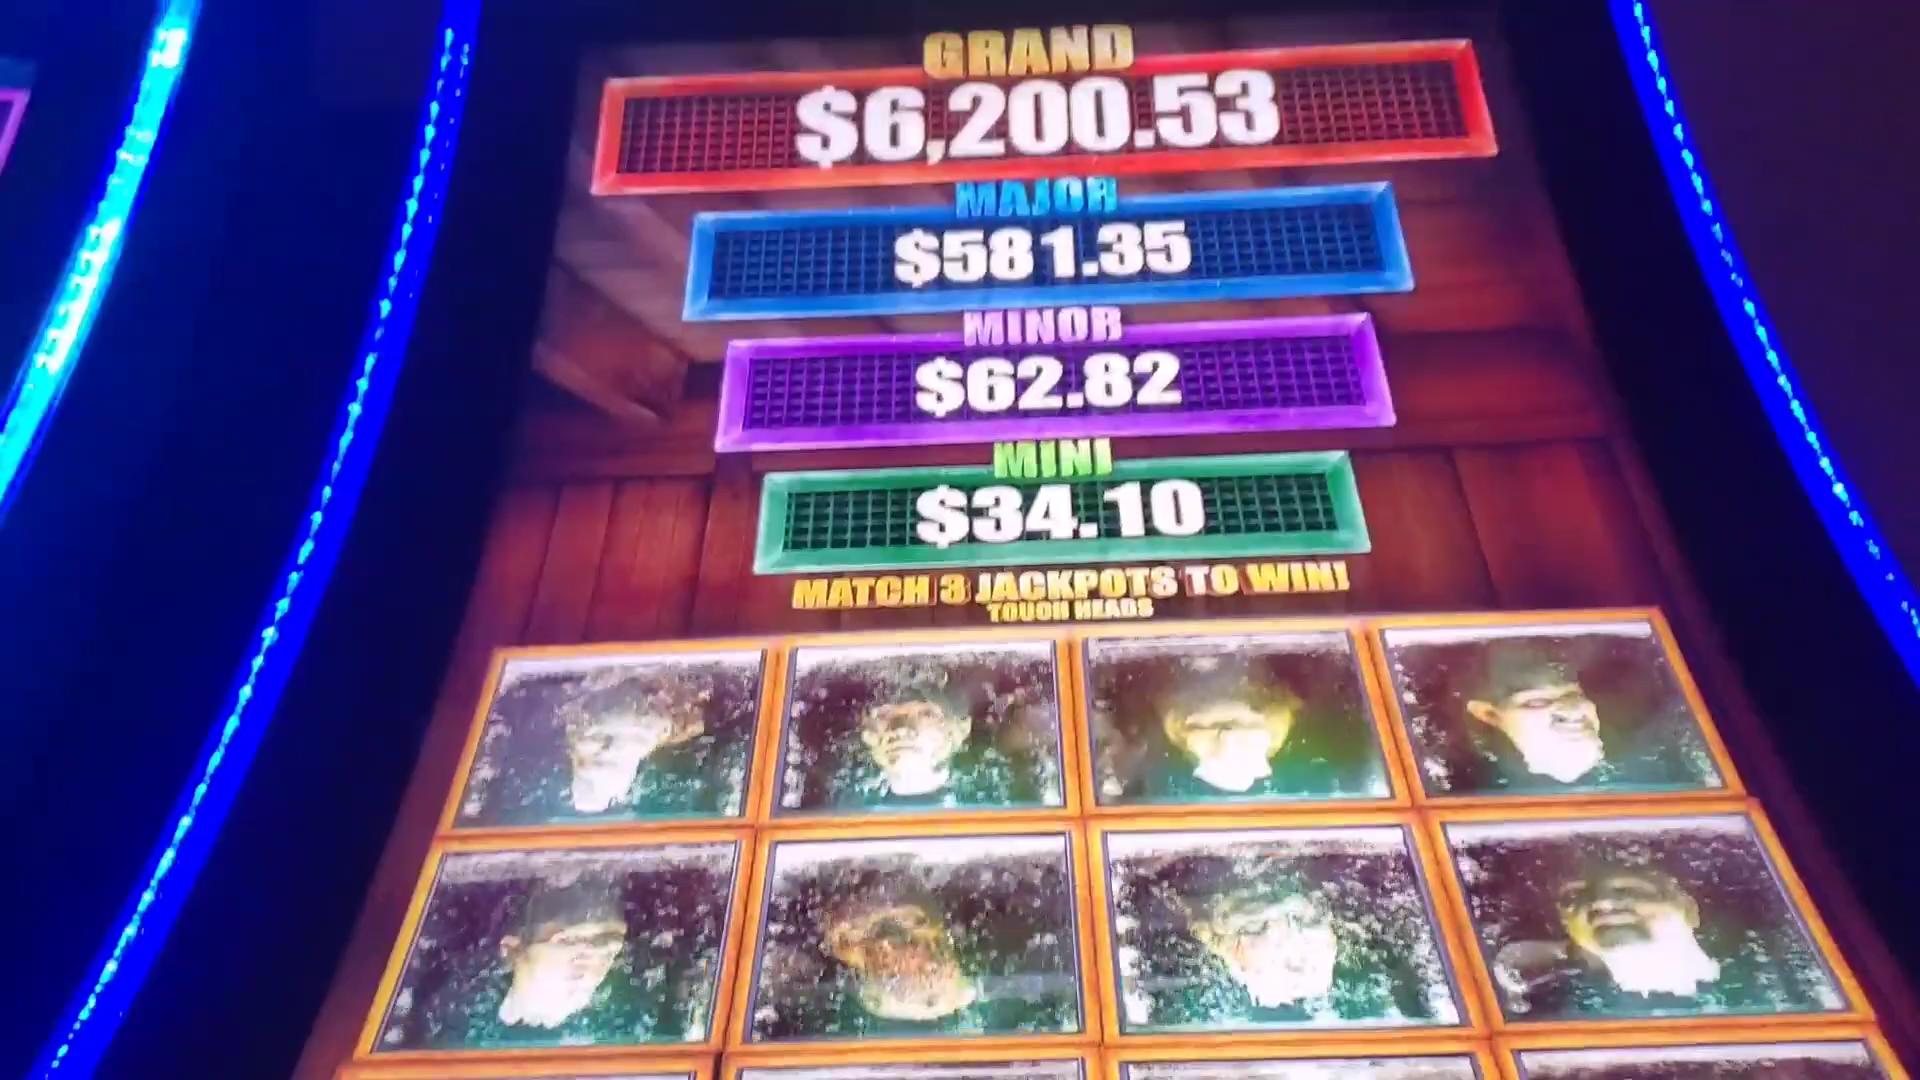 GRAND
$6,200.53
MAJOR
$581.35
MINOR
$62.82
MINI
$34.10
MATCH 3 JACKPOTS TO WIN!
TOUCH HEADS